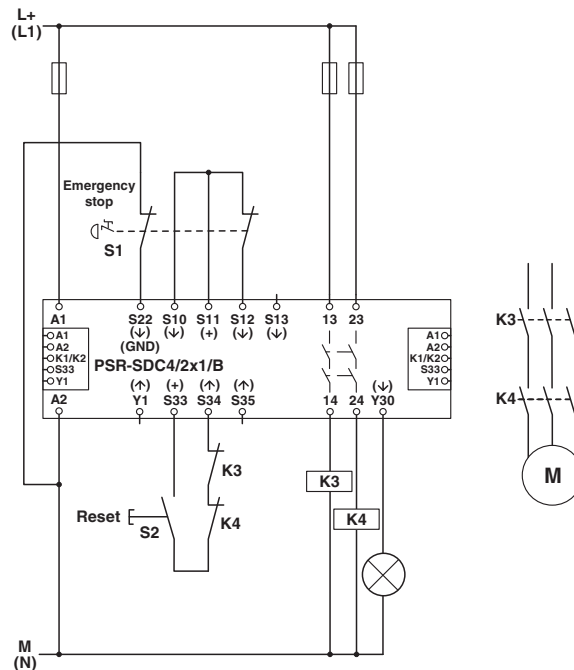 L+
(L1)
Emergency
stop
S1
A1 S22 S10 S11 S12 S13 13 23
(↓) (↓) (+) (↓) (↓)
(GND)
PSR-SDC4/2x1/B
A1
A2
K1/K2
S33
Y1
A1
A2
K1/K2
S33
Y1
(↑) (+) (↑) (↑) (↓)
A2 Y1 S33 S34 S35 14 24 Y30
K3
K4
Reset
S2
K3
K4
K3
K4
M
M
(N)